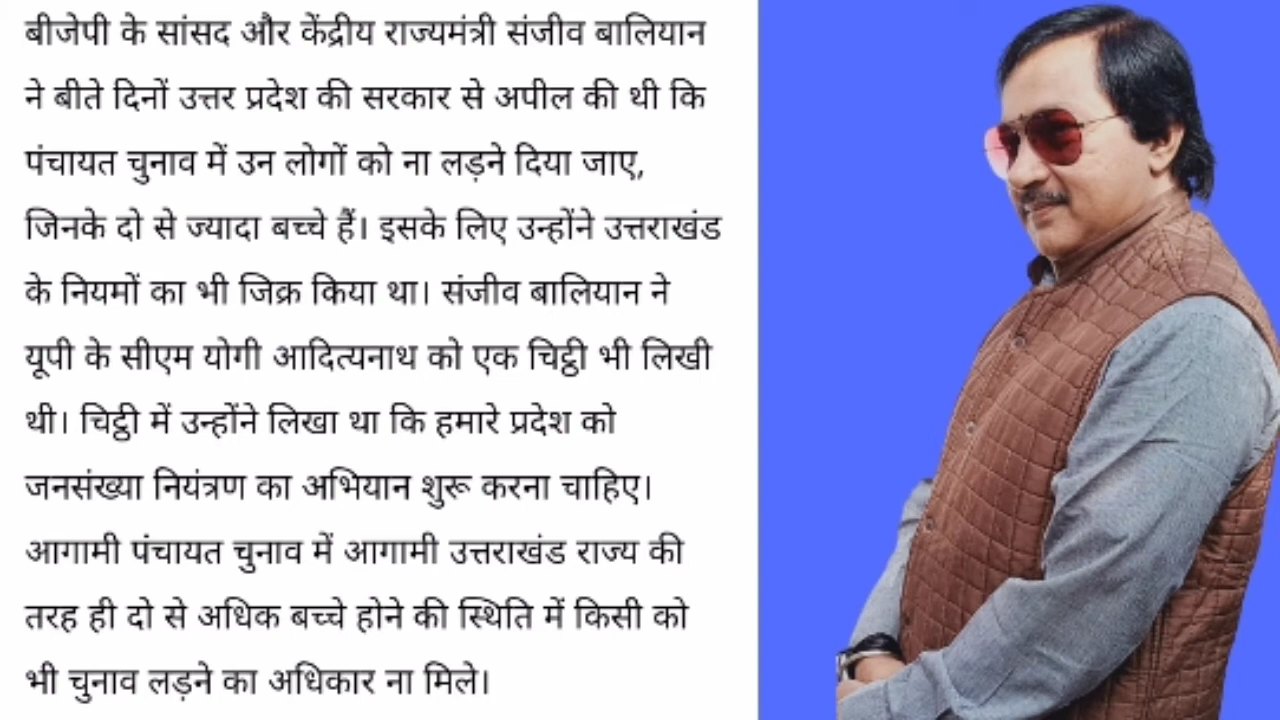 बीजेपी के सांसद और केंद्रीय राज्यमंत्री संजीव बालियान
ने बीते दिनों उत्तर प्रदेश की सरकार से अपील की थी कि
पंचायत चुनाव में उन लोगों को ना लड़ने दिया जाए,
जिनके दो से ज्यादा बच्चे हैं। इसके लिए उन्होंने उत्तराखंड
के नियमों का भी जिक्र किया था। संजीव बालियान ने
यूपी के सीएम योगी आदित्यनाथ को एक चिट्ठी भी लिखी
थी। चिट्ठी में उन्होंने लिखा था कि हमारे प्रदेश को
जनसंख्या नियंत्रण का अभियान शुरू करना चाहिए।
आगामी पंचायत चुनाव में आगामी उत्तराखंड राज्य की
तरह ही दो से अधिक बच्चे होने की स्थिति में किसी को
भी चुनाव लड़ने का अधिकार ना मिले।